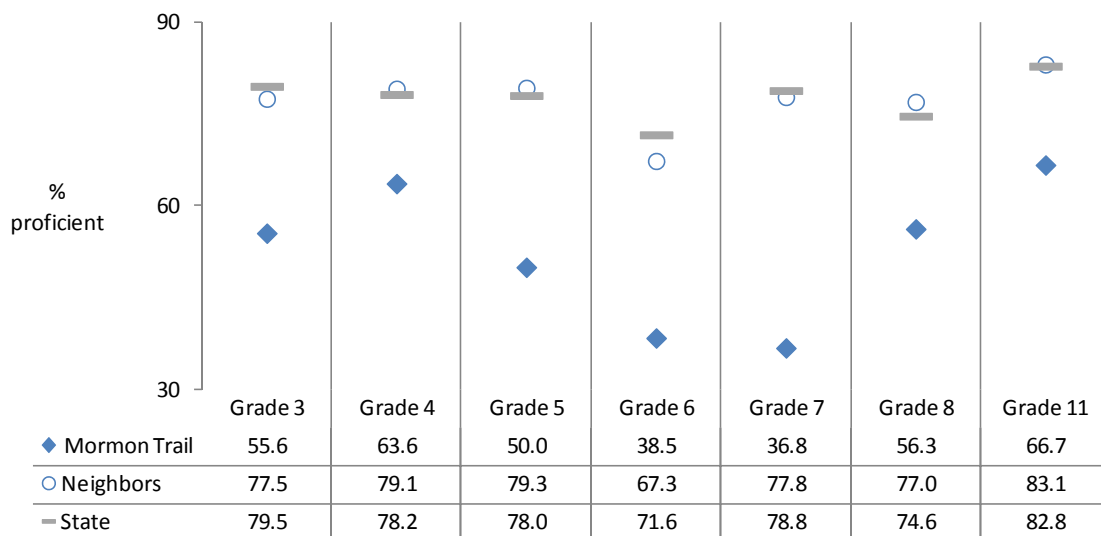 90
60
30
%
proficient
Grade 3 Grade 4 Grade 5 Grade 6 Grade 7 Grade 8 Grade 11
Mormon Trail 55.6 63.6 50.0 38.5 36.8 56.3 66.7
Neighbors 77.5 79.1 79.3 67.3 77.8 77.0 83.1
State 79.5 78.2 78.0 71.6 78.8 74.6 82.8